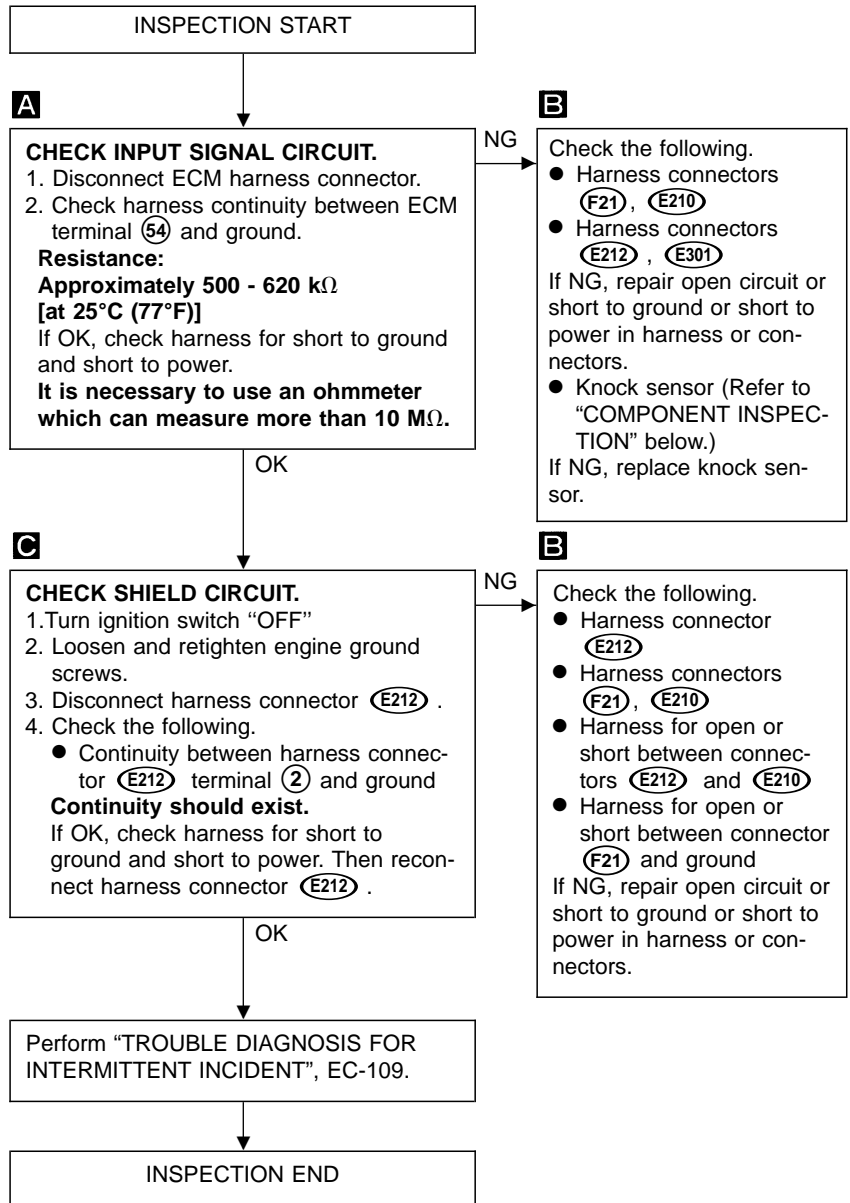 INSPECTION START
A
CHECK INPUT SIGNAL CIRCUIT.
1. Disconnect ECM harness connector.
2. Check harness continuity between ECM
terminal 54 and ground.
Resistance:
Approximately 500 - 620 kΩ
[at 25°C (77°F)]
If OK, check harness for short to ground
and short to power.
It is necessary to use an ohmmeter
which can measure more than 10 MΩ.
NG
B
Check the following.
● Harness connectors
F21, E210
● Harness connectors
E212 , E301
If NG, repair open circuit or
short to ground or short to
power in harness or con-
nectors.
● Knock sensor (Refer to
“COMPONENT INSPEC-
TION” below.)
If NG, replace knock sen-
sor.
OK
C
CHECK SHIELD CIRCUIT.
1.Turn ignition switch ‘‘OFF’’
2. Loosen and retighten engine ground
screws.
3. Disconnect harness connector E212 .
4. Check the following.
● Continuity between harness connec-
tor E212 terminal 2 and ground
Continuity should exist.
If OK, check harness for short to
ground and short to power. Then recon-
nect harness connector E212 .
NG
B
Check the following.
● Harness connector
E212
● Harness connectors
F21, E210
● Harness for open or
short between connec-
tors E212 and E210
● Harness for open or
short between connector
F21 and ground
If NG, repair open circuit or
short to ground or short to
power in harness or con-
nectors.
OK
Perform “TROUBLE DIAGNOSIS FOR
INTERMITTENT INCIDENT”, EC-109.
INSPECTION END